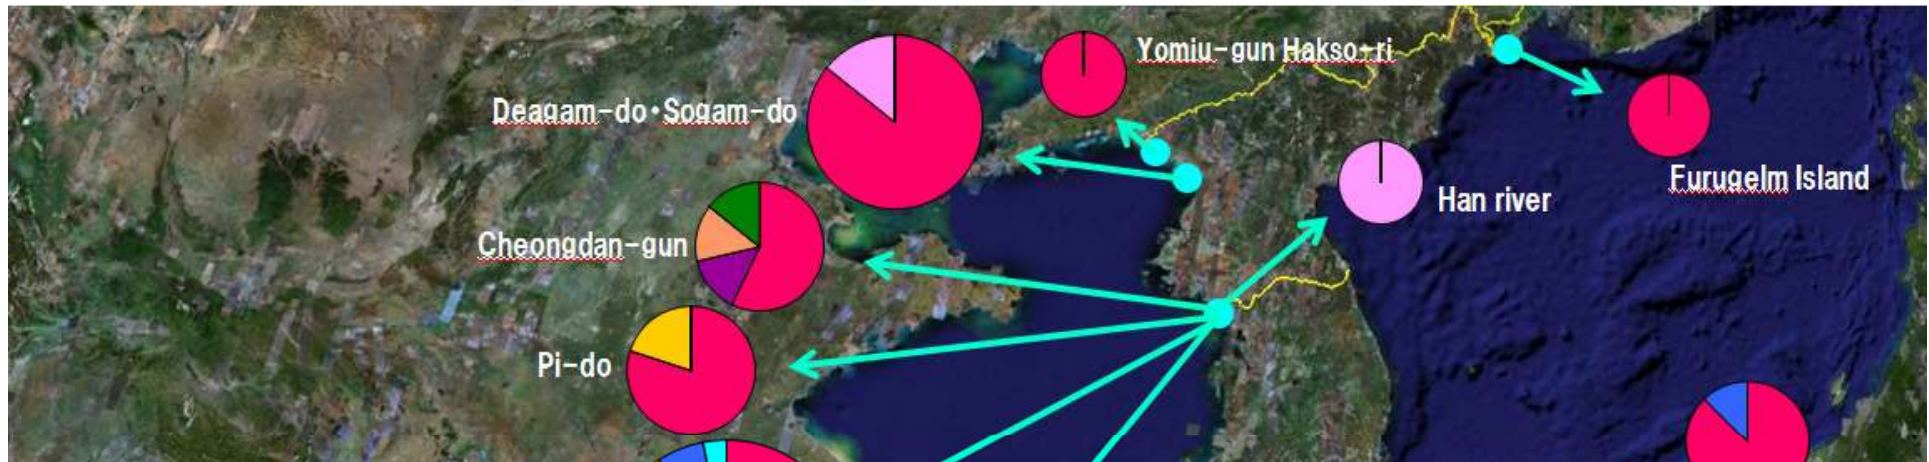 Yomiu-gun Hakso-ri
Deagam-do･Sogam-do
Furugelm Island
Han river
Cheongdan-gun
Pi-do